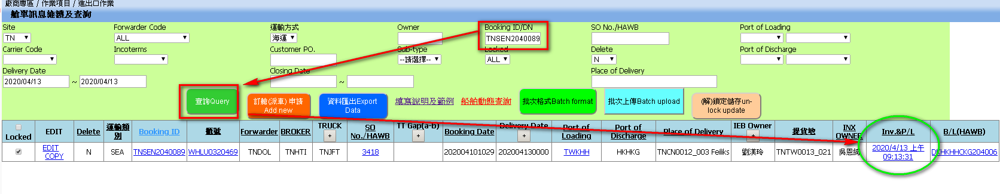 廠商專區 / 作業項目 / 進出口作業
艙單訊息維護及查詢
Site Forwarder Code 運輸方式 Owner Booking ID/DN SO No./HAWB Port of Loading
TN ALL 海運 TNSEN2040089
Carrier Code Incoterms Customer PO. Sub-type Locked Delete Port of Discharge
--請選擇-- ALL N
Delivery Date Closing Date Place of Delivery
2020/04/13 ~ 2020/04/13 ~
查詢Query 訂艙(派車) 申請 Add new 資料匯出Export Data 填寫說明及範例 船舶動態查詢 批次格式Batch format 批次上傳Batch upload (解)鎖定儲存un-lock update
Locked EDIT Delete 運輸類別 Booking ID 櫃號 Forwarder BROKER TRUCK + SO No./HAWB TT Gap(a-b) + Booking Date Delivery Date + Port of Loading Port of Discharge Place of Delivery IEB Owner + 提貨地 INX OWNER Inv.&P/L B/L(HAWB)
EDIT COPY N SEA TNSEN2040089 WHLU0320469 TNDOL TNHTI TNJFT 3418 202004101029 202004130000 TWKHH HKHKG TNCN0012_003 Feiliks 劉漢玲 TNTW0013_021 吳恩綺 2020/4/13 上午 09:13:31 DKHKHHCKG204006